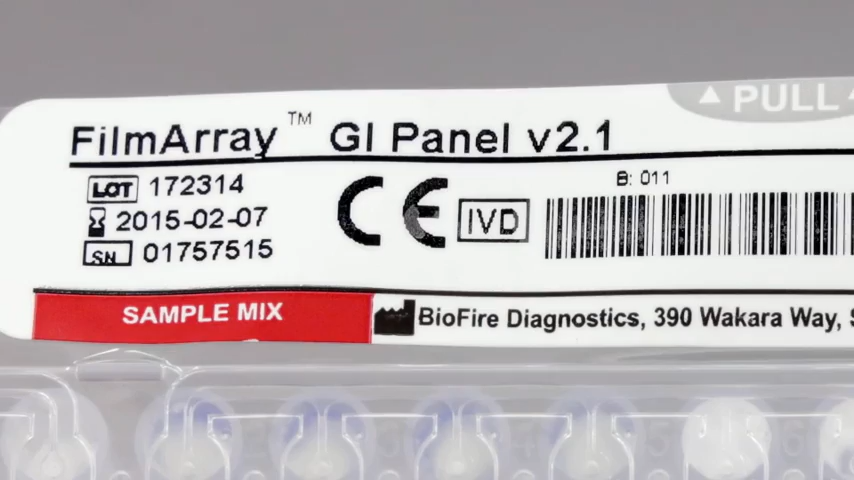 PULL
FilmArray™ GI Panel v2.1
LOT 172314
2015-02-07
SN 01757515
CE IVD
B: 011
SAMPLE MIX
BioFire Diagnostics, 390 Wakara Way, S